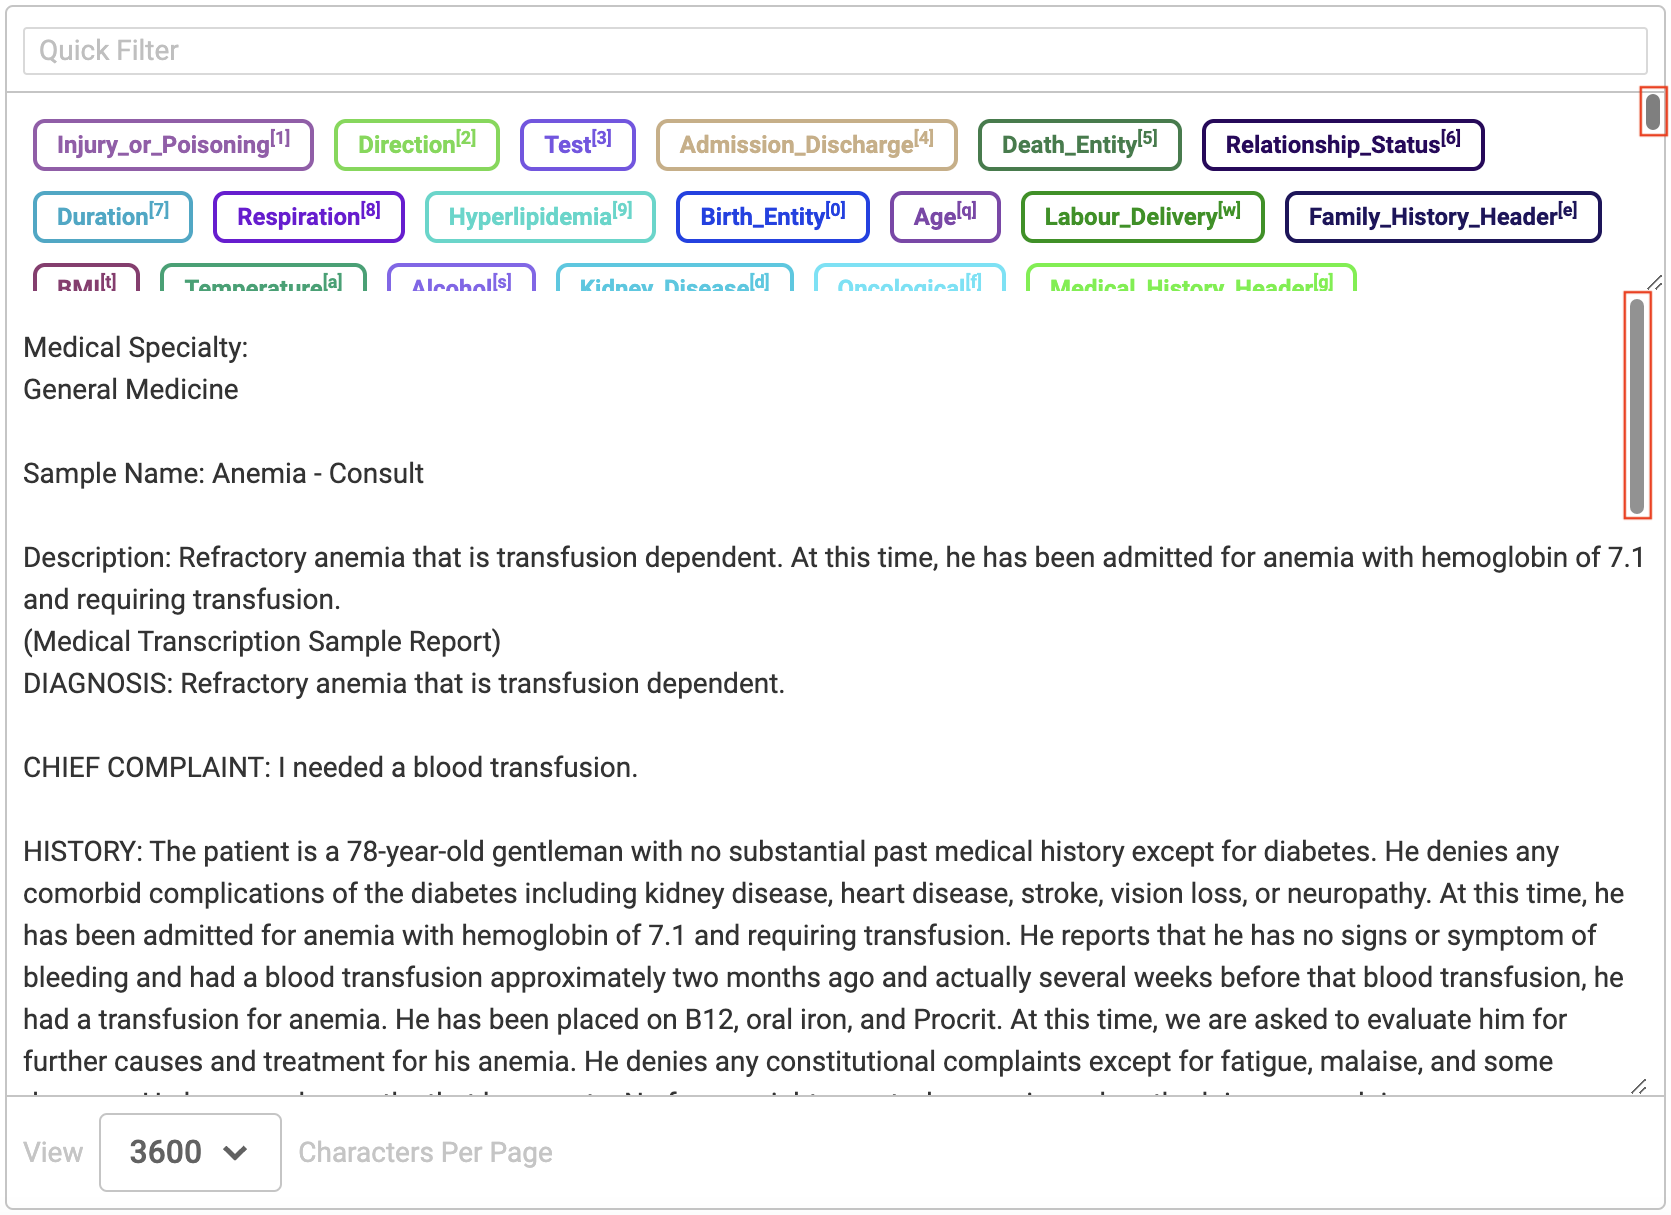 Quick Filter
Injury_or_Poisoning[1] Direction[2] Test[3] Admission_Discharge[4] Death_Entity[5] Relationship_Status[6]
Duration[7] Respiration[8] Hyperlipidemia[9] Birth_Entity[0] Age[q] Labour_Delivery[w] Family_History_Header[e]
BMI[t] Temperature[a] Alcohol[s] Kidney_Disease[d] Oncological[f] Medical_History_Header[g]
Medical Specialty:
General Medicine
Sample Name: Anemia - Consult
Description: Refractory anemia that is transfusion dependent. At this time, he has been admitted for anemia with hemoglobin of 7.1
and requiring transfusion.
(Medical Transcription Sample Report)
DIAGNOSIS: Refractory anemia that is transfusion dependent.
CHIEF COMPLAINT: I needed a blood transfusion.
HISTORY: The patient is a 78-year-old gentleman with no substantial past medical history except for diabetes. He denies any
comorbid complications of the diabetes including kidney disease, heart disease, stroke, vision loss, or neuropathy. At this time, he
has been admitted for anemia with hemoglobin of 7.1 and requiring transfusion. He reports that he has no signs or symptom of
bleeding and had a blood transfusion approximately two months ago and actually several weeks before that blood transfusion, he
had a transfusion for anemia. He has been placed on B12, oral iron, and Procrit. At this time, we are asked to evaluate him for
further causes and treatment for his anemia. He denies any constitutional complaints except for fatigue, malaise, and some
View 3600 Characters Per Page